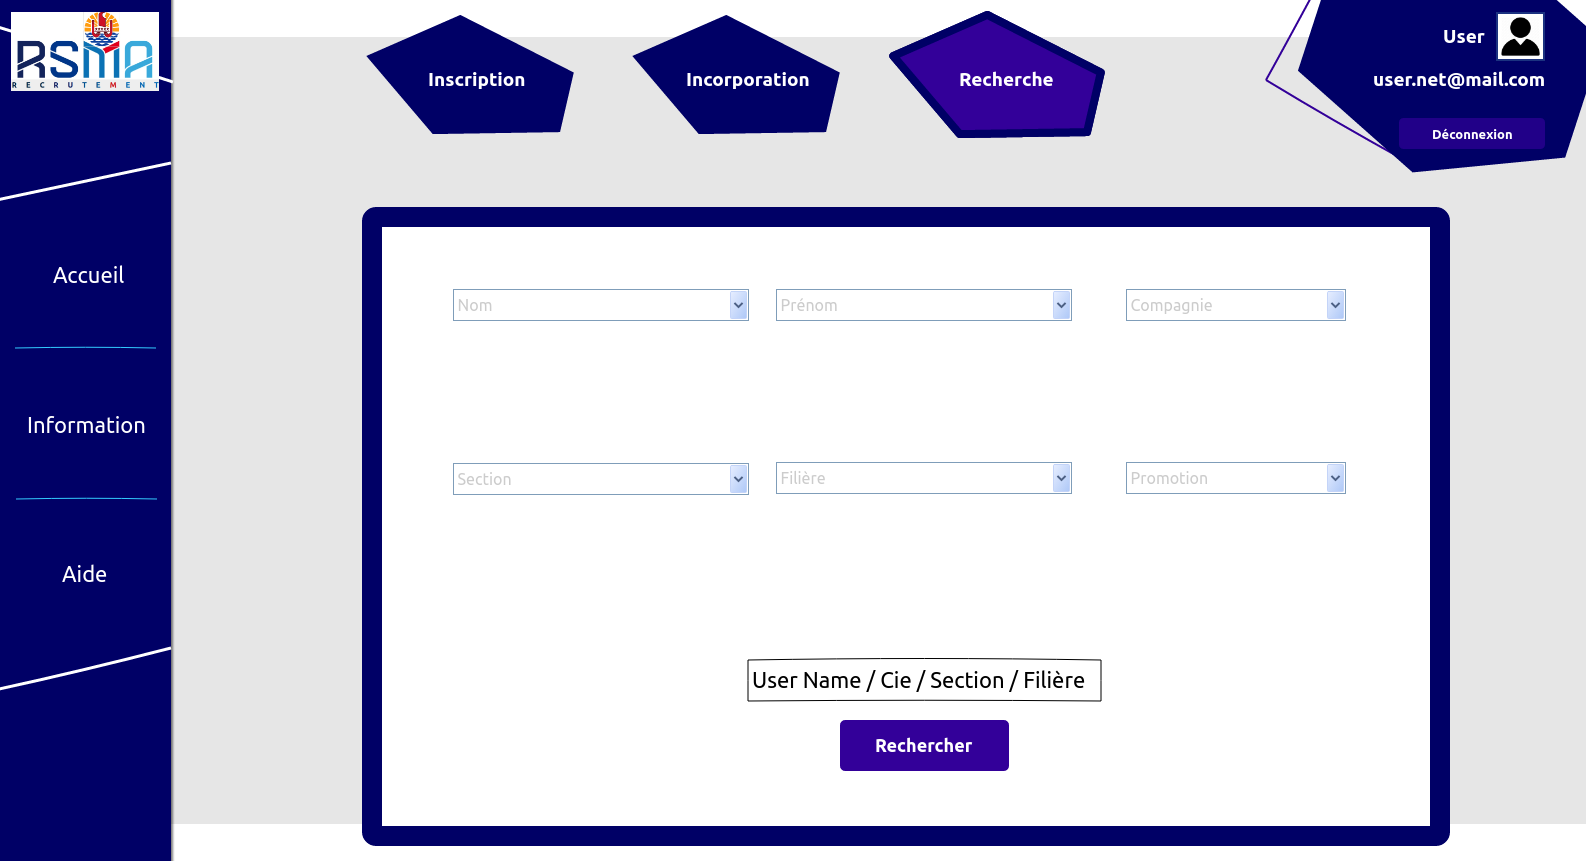 RSMA
RECRUTEMENT
Accueil
Information
Aide
Inscription
Incorporation
Recherche
User
user.net@mail.com
Déconnexion
Nom
Prénom
Compagnie
Section
Filière
Promotion
User Name / Cie / Section / Filière
Rechercher